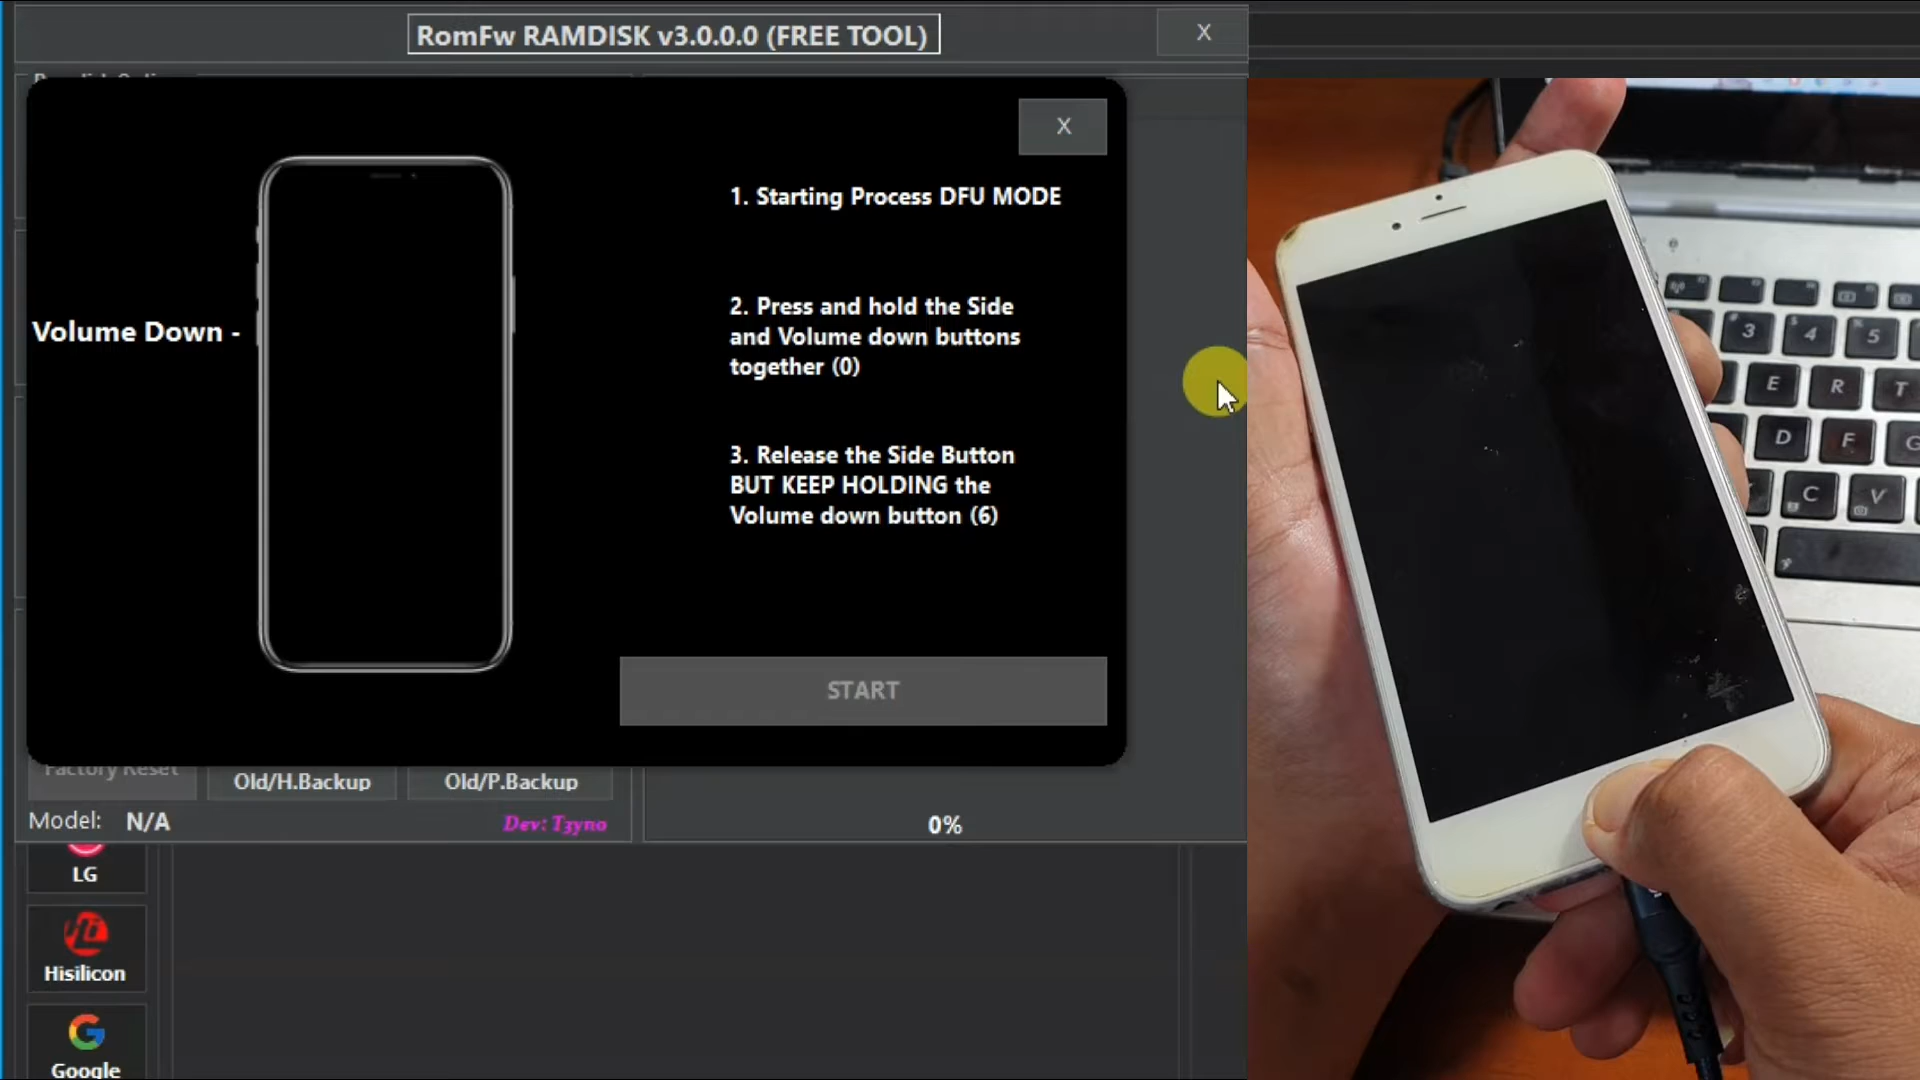 RomFw RAMDISK v3.0.0.0 (FREE TOOL)
X
X
1. Starting Process DFU MODE
2. Press and hold the Side
and Volume down buttons
together (0)
Volume Down -
3. Release the Side Button
BUT KEEP HOLDING the
Volume down button (6)
START
Factory Reset
Old/H.Backup
Old/P.Backup
Model: N/A
Dev: T3yno
0%
LG
Hisilicon
Google
3
4
5
E
R
T
D
F
G
C
V